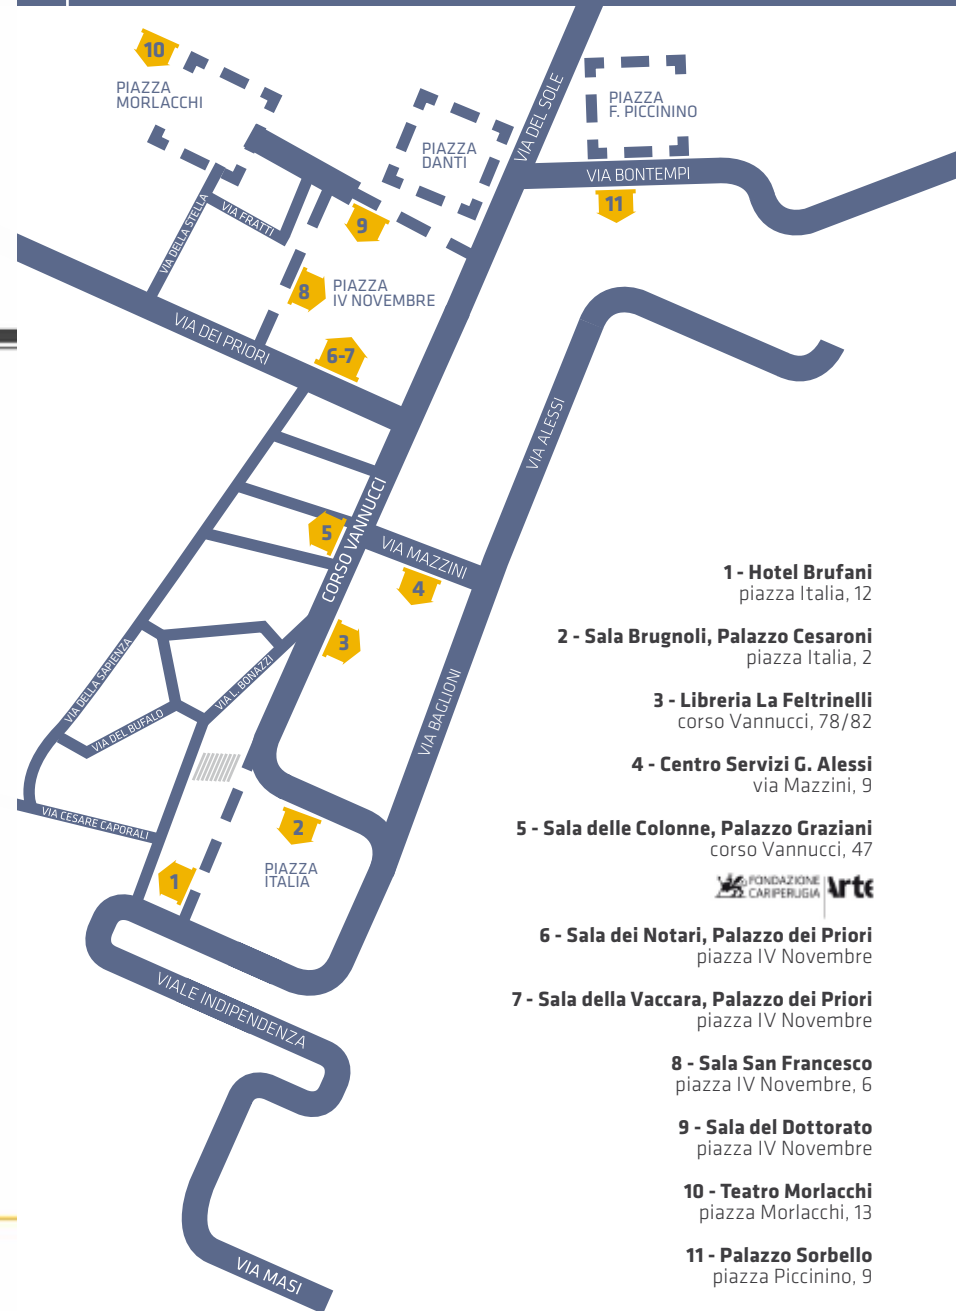 10
PIAZZA
MORLACCHI
VIA DEL SOLE
PIAZZA
F. PICCININO
PIAZZA
DANTI
VIA BONTEMPI
11
VIA DELLA STELLA
VIA FRATTI
9
8
PIAZZA
IV NOVEMBRE
VIA DEI PRIORI
6-7
VIA ALESSI
5
CORSO VANNUCCI
VIA MAZZINI
4
3
VIA DELLA SAPIENZA
VIA L. BONAZZI
VIA DEL BUFALO
VIA BAGLIONI
VIA CESARE CAPORALI
2
PIAZZA
ITALIA
1
VIALE INDIPENDENZA
VIA MASI
1 - Hotel Brufani
piazza Italia, 12
2 - Sala Brugnoli, Palazzo Cesaroni
piazza Italia, 2
3 - Libreria La Feltrinelli
corso Vannucci, 78/82
4 - Centro Servizi G. Alessi
via Mazzini, 9
5 - Sala delle Colonne, Palazzo Graziani
corso Vannucci, 47
FONDAZIONE
CARIPERUGIA
Arte
6 - Sala dei Notari, Palazzo dei Priori
piazza IV Novembre
7 - Sala della Vaccara, Palazzo dei Priori
piazza IV Novembre
8 - Sala San Francesco
piazza IV Novembre, 6
9 - Sala del Dottorato
piazza IV Novembre
10 - Teatro Morlacchi
piazza Morlacchi, 13
11 - Palazzo Sorbello
piazza Piccinino, 9